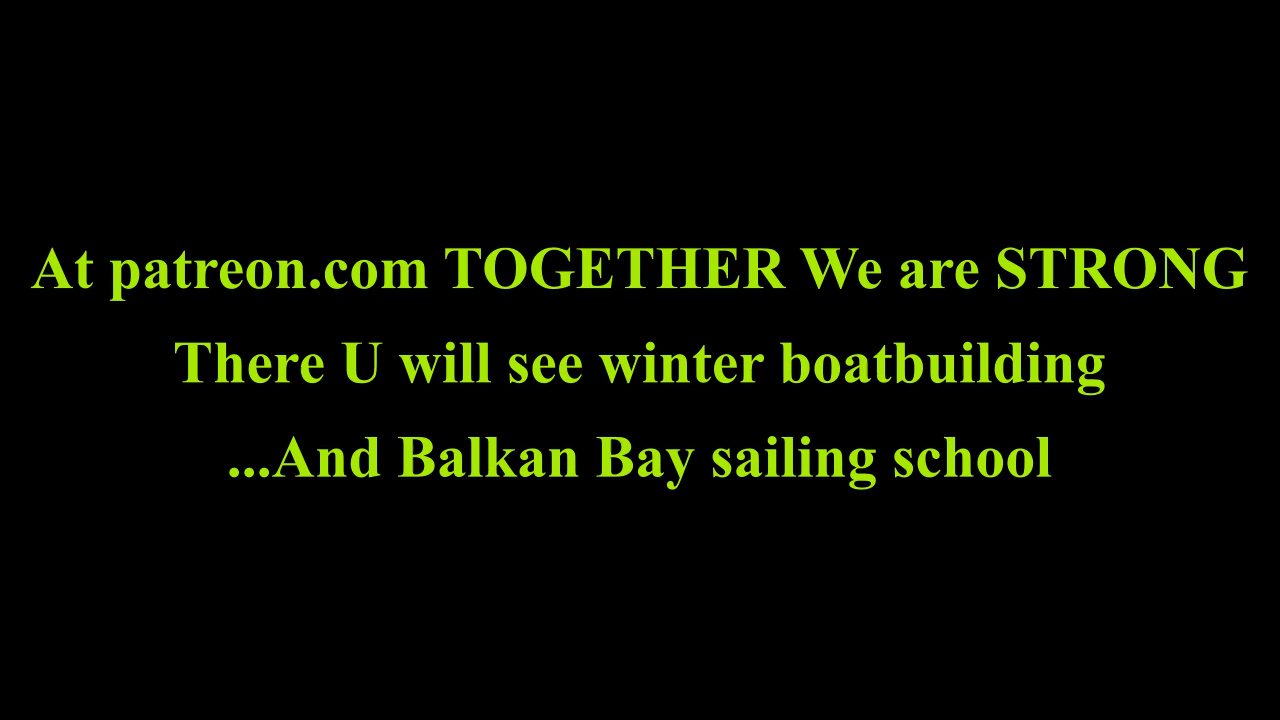 At patreon.com TOGETHER We are STRONG
There U will see winter boatbuilding
...And Balkan Bay sailing school